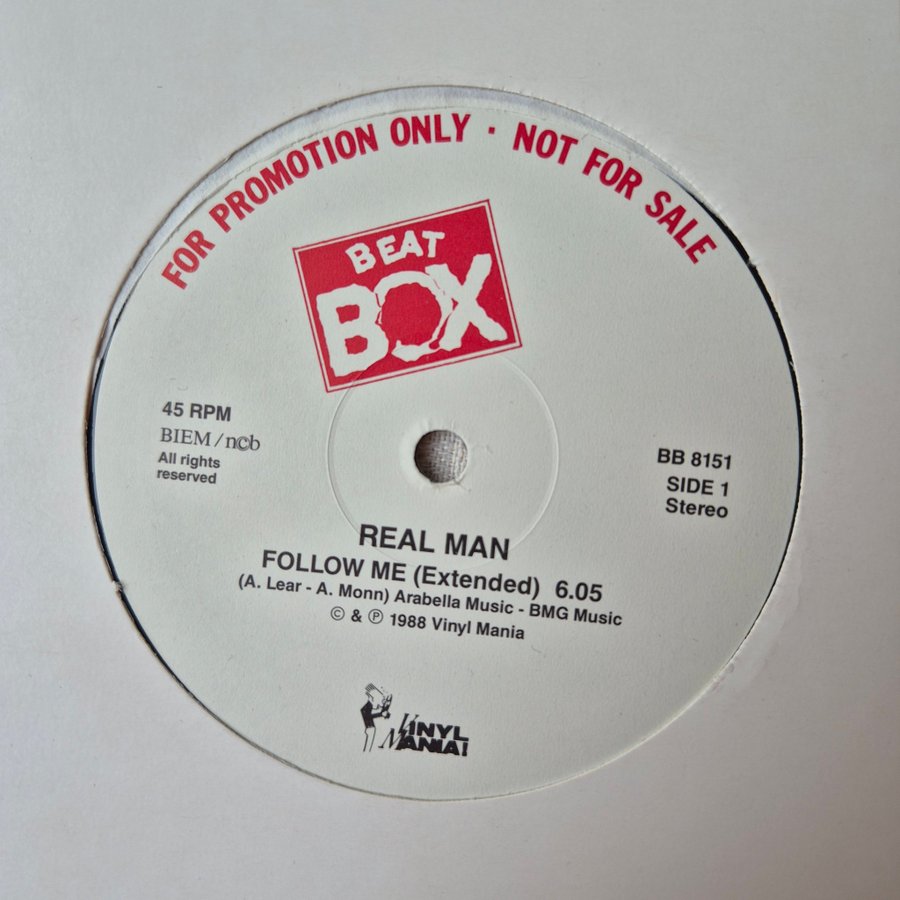 FOR PROMOTION ONLY · NOT FOR SALE
BEAT
BOX
45 RPM
BIEM / n©b
All rights
reserved
BB 8151
SIDE 1
Stereo
REAL MAN
FOLLOW ME (Extended) 6.05
(A. Lear - A. Monn) Arabella Music - BMG Music
© & ℗ 1988 Vinyl Mania
VINYL
MANIA!